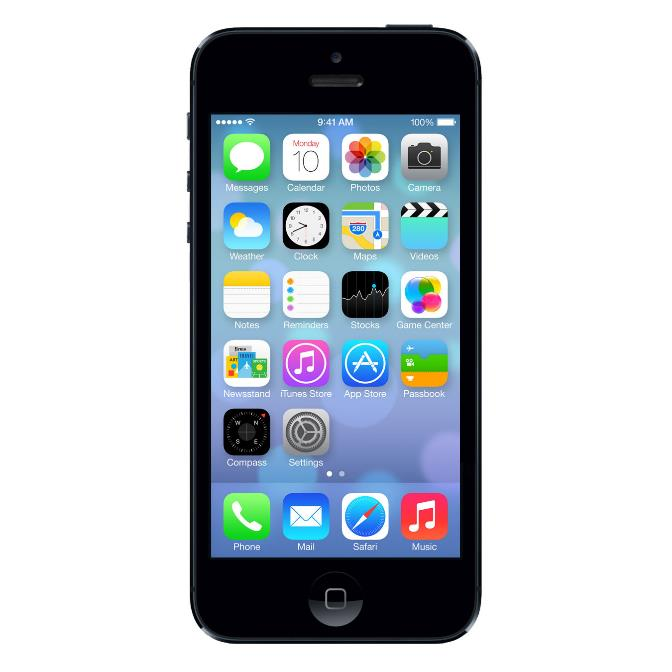 9:41 AM 100%
Monday
10
Messages Calendar Photos Camera
280
Weather Clock Maps Videos
Notes Reminders Stocks Game Center
ART
Newsstand iTunes Store App Store Passbook
N
W
E
S
Compass Settings
Phone Mail Safari Music